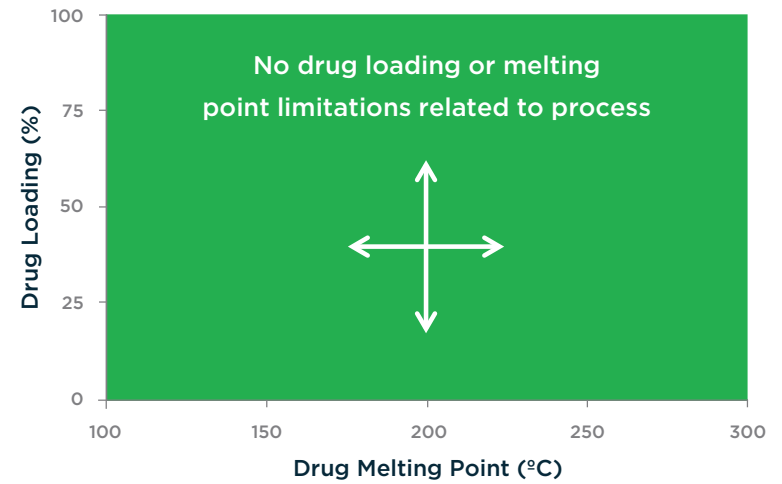 100
No drug loading or melting
point limitations related to process
75
Drug Loading (%)
50
25
0
100 150 200 250 300
Drug Melting Point (ºC)